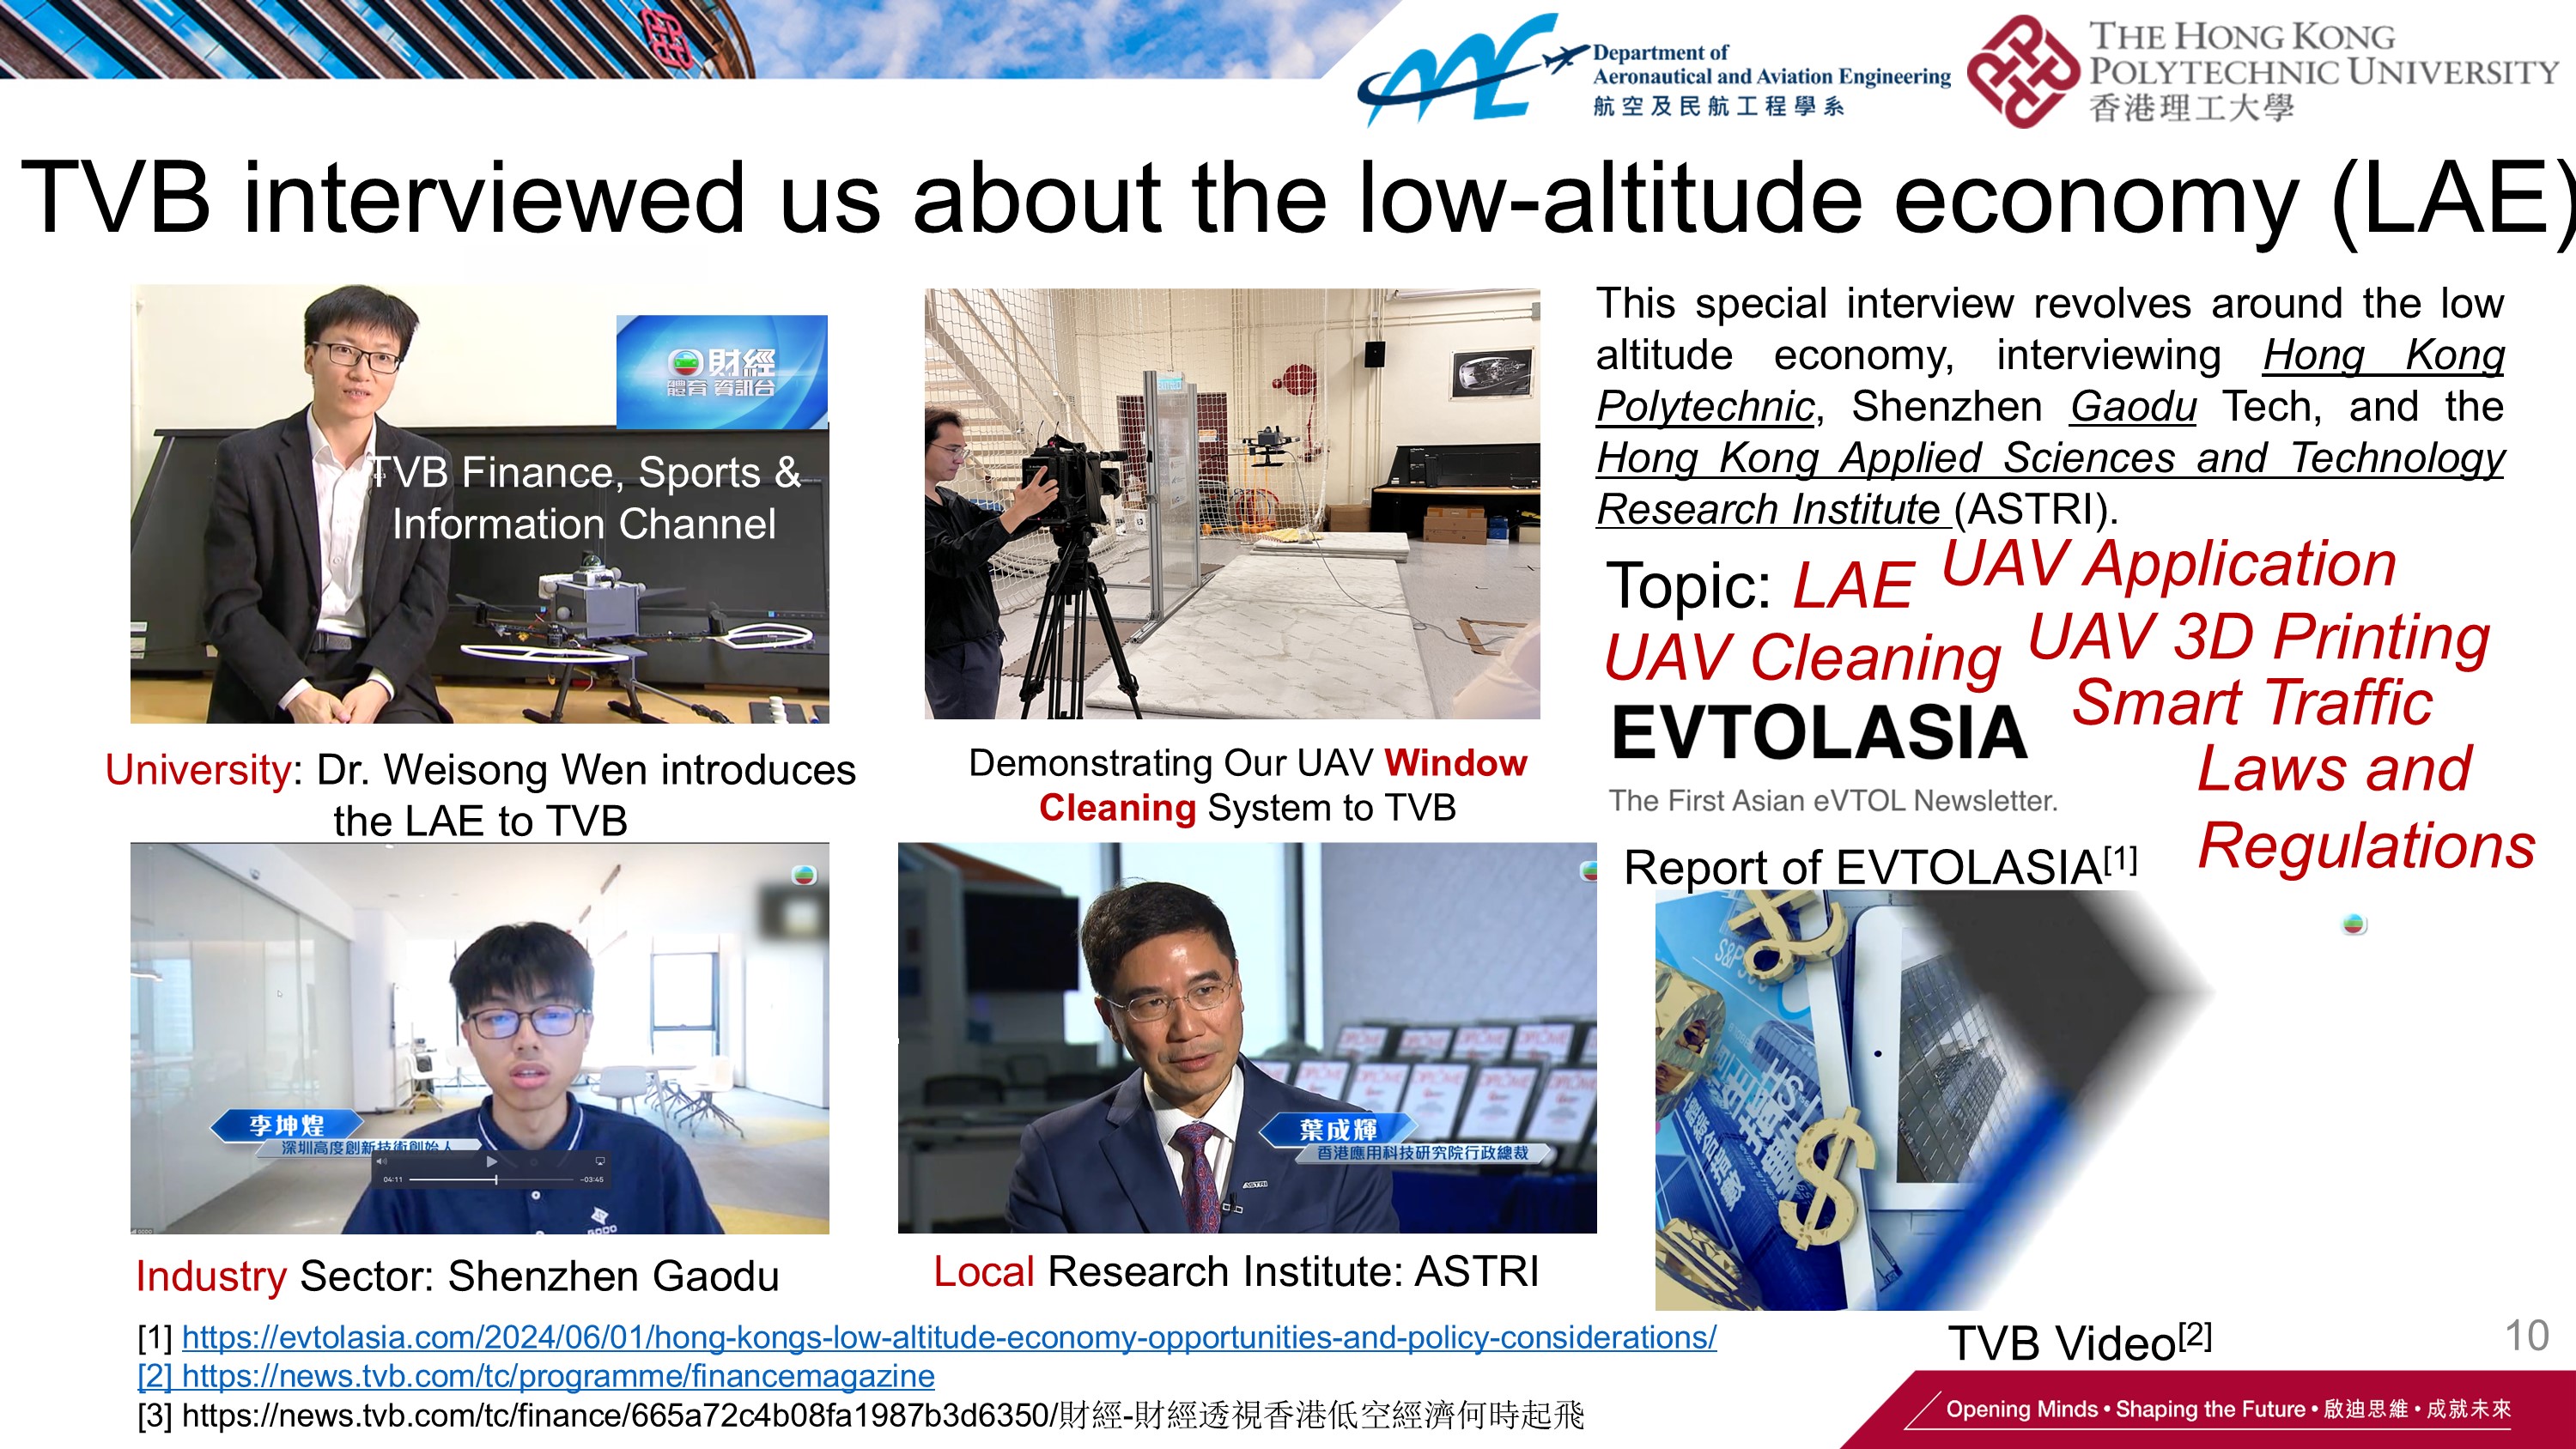 Department of
Aeronautical and Aviation Engineering
航空及民航工程學系
THE HONG KONG
POLYTECHNIC UNIVERSITY
香港理工大學
TVB interviewed us about the low-altitude economy (LAE)
財經
體育 資訊台
TVB Finance, Sports &
Information Channel
University: Dr. Weisong Wen introduces
the LAE to TVB
Demonstrating Our UAV Window
Cleaning System to TVB
This special interview revolves around the low
altitude economy, interviewing Hong Kong
Polytechnic, Shenzhen Gaodu Tech, and the
Hong Kong Applied Sciences and Technology
Research Institute (ASTRI).
Topic: LAE UAV Application
UAV Cleaning UAV 3D Printing
Smart Traffic
Laws and
Regulations
EVTOLASIA
The First Asian eVTOL Newsletter.
Report of EVTOLASIA[1]
李坤煌
深圳高度創新技術創始人
04:11
-03:45
Industry Sector: Shenzhen Gaodu
葉成輝
香港應用科技研究院行政總裁
ASTRI
Local Research Institute: ASTRI
S&P
HSI
TVB Video[2]
[1] https://evtolasia.com/2024/06/01/hong-kongs-low-altitude-economy-opportunities-and-policy-considerations/
[2] https://news.tvb.com/tc/programme/financemagazine
[3] https://news.tvb.com/tc/finance/665a72c4b08fa1987b3d6350/財經-財經透視香港低空經濟何時起飛
10
Opening Minds • Shaping the Future • 啟迪思維 • 成就未來